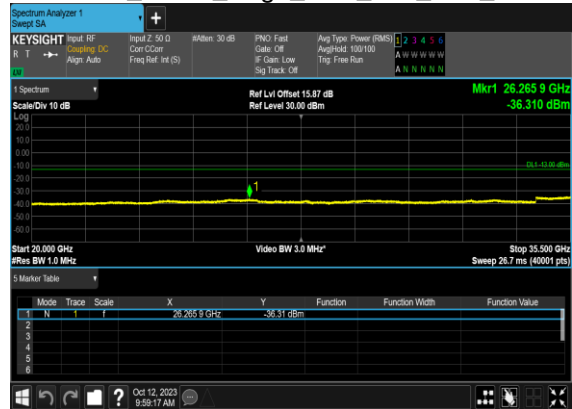 Spectrum Analyzer 1
Swept SA
KEYSIGHT Input: RF Input Z: 50 Ω #Atten: 30 dB PNO: Fast Avg Type: Power (RMS) 1 2 3 4 5 6
R T Coupling: DC Corr CCorr Gate: Off Avg|Hold: 100/100 A W W W W W
Align: Auto Freq Ref: Int (S) IF Gain: Low Trig: Free Run
Sig Track: Off A N N N N N
1 Spectrum Ref Lvl Offset 15.87 dB Mkr1 26.265 9 GHz
Scale/Div 10 dB Ref Level 30.00 dBm -36.310 dBm
Log
20.0
10.0
0.00
-10.0
DL1 -13.00 dBm
-20.0
1
-30.0
-40.0
-50.0
-60.0
Start 20.000 GHz Video BW 3.0 MHz* Stop 35.500 GHz
#Res BW 1.0 MHz Sweep 26.7 ms (40001 pts)
5 Marker Table
Mode Trace Scale X Y Function Function Width Function Value
1 N 1 f 26.265 9 GHz -36.31 dBm
2
3
4
5
6
? Oct 12, 2023
9:59:17 AM